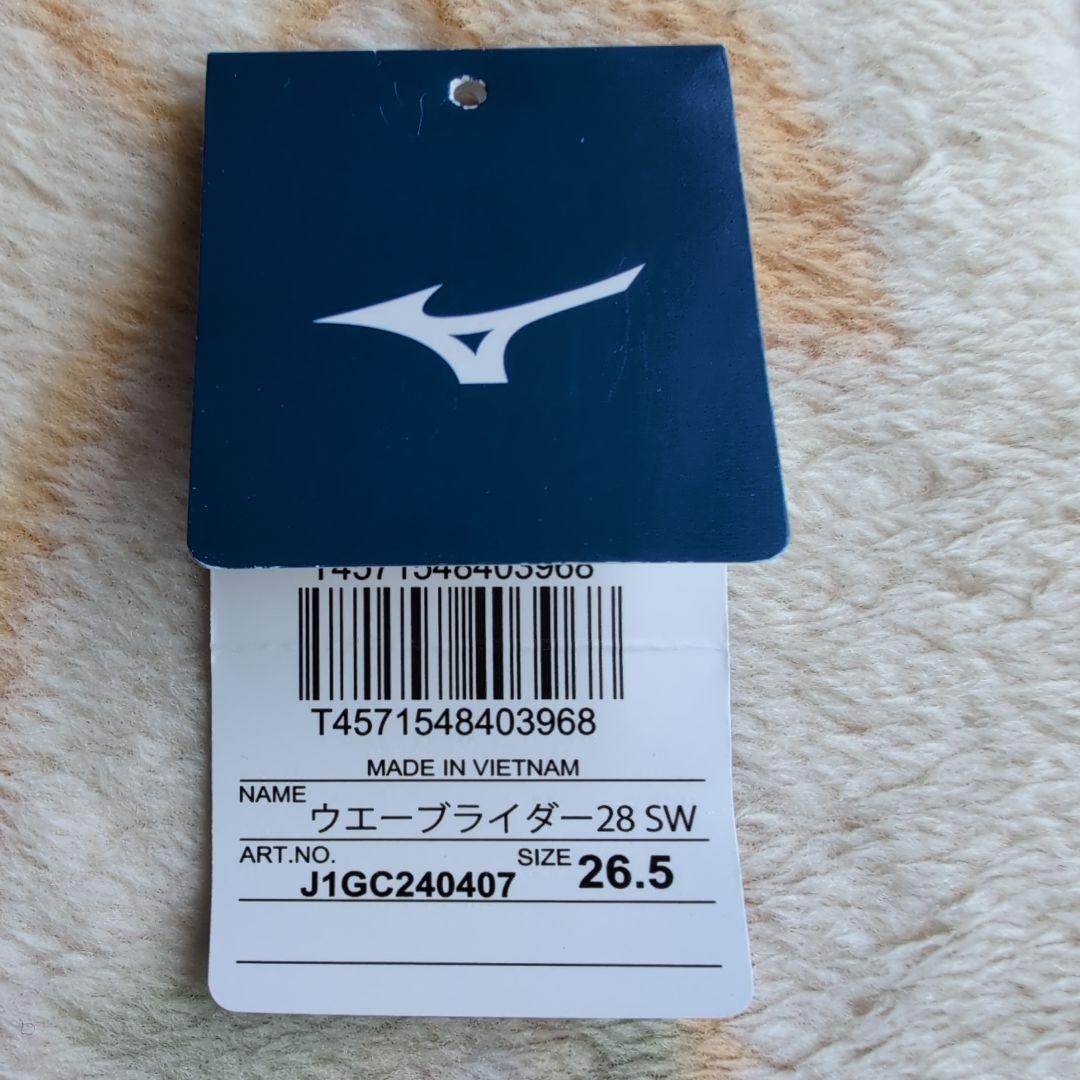 T4571548403968
T4571548403968
MADE IN VIETNAM
NAME ウエーブライダー28 SW
ART.NO. J1GC240407 SIZE 26.5